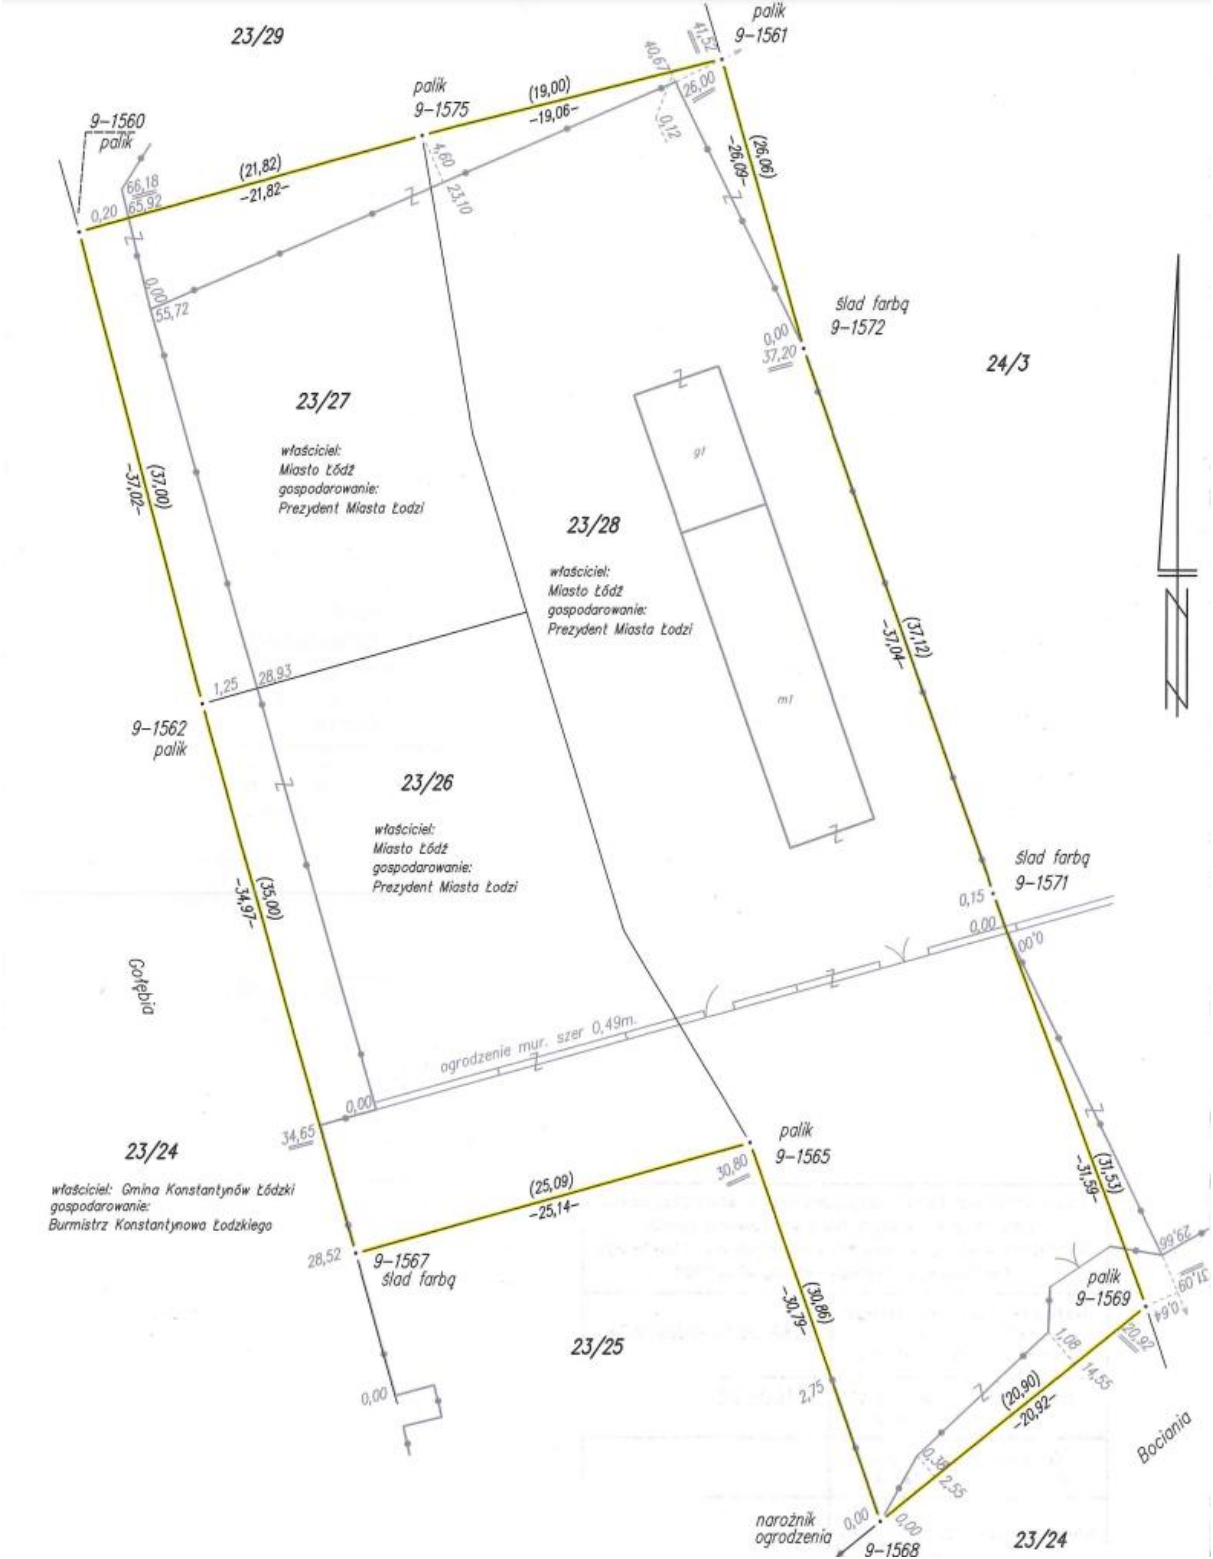 23/29
palik
9-1561
41,52
40,67
26,00
palik
9-1575
(19,00)
-19,06-
0,12
9-1560
palik
4,60
23,10
(21,82)
-21,82-
(26,06)
-26,09-
66,18
65,92
0,20
0,00
55,72
ślad farbą
9-1572
0,00
37,20
24/3
23/27
właściciel:
Miasto Łódź
gospodarowanie:
Prezydent Miasta Łodzi
g1
(37,00)
-37,02-
23/28
właściciel:
Miasto Łódź
gospodarowanie:
Prezydent Miasta Łodzi
(37,12)
-37,04-
1,25
28,93
m1
9-1562
palik
23/26
właściciel:
Miasto Łódź
gospodarowanie:
Prezydent Miasta Łodzi
(35,00)
-34,97-
ślad farbą
9-1571
0,15
0,00
0,00
Gołębia
ogrodzenie mur. szer 0,49m.
0,00
34,65
23/24
właściciel: Gmina Konstantynów Łódzki
gospodarowanie:
Burmistrz Konstantynowa Łodzkiego
palik
9-1565
30,80
(25,09)
-25,14-
(31,53)
-31,59-
28,52
9-1567
ślad farbą
29,66
31,09
0,64
palik
9-1569
20,92
(30,86)
-30,79-
23/25
1,08
14,55
0,00
2,75
(20,90)
-20,92-
Bociania
0,38
2,55
narożnik
ogrodzenia
0,00
0,00
9-1568
23/24